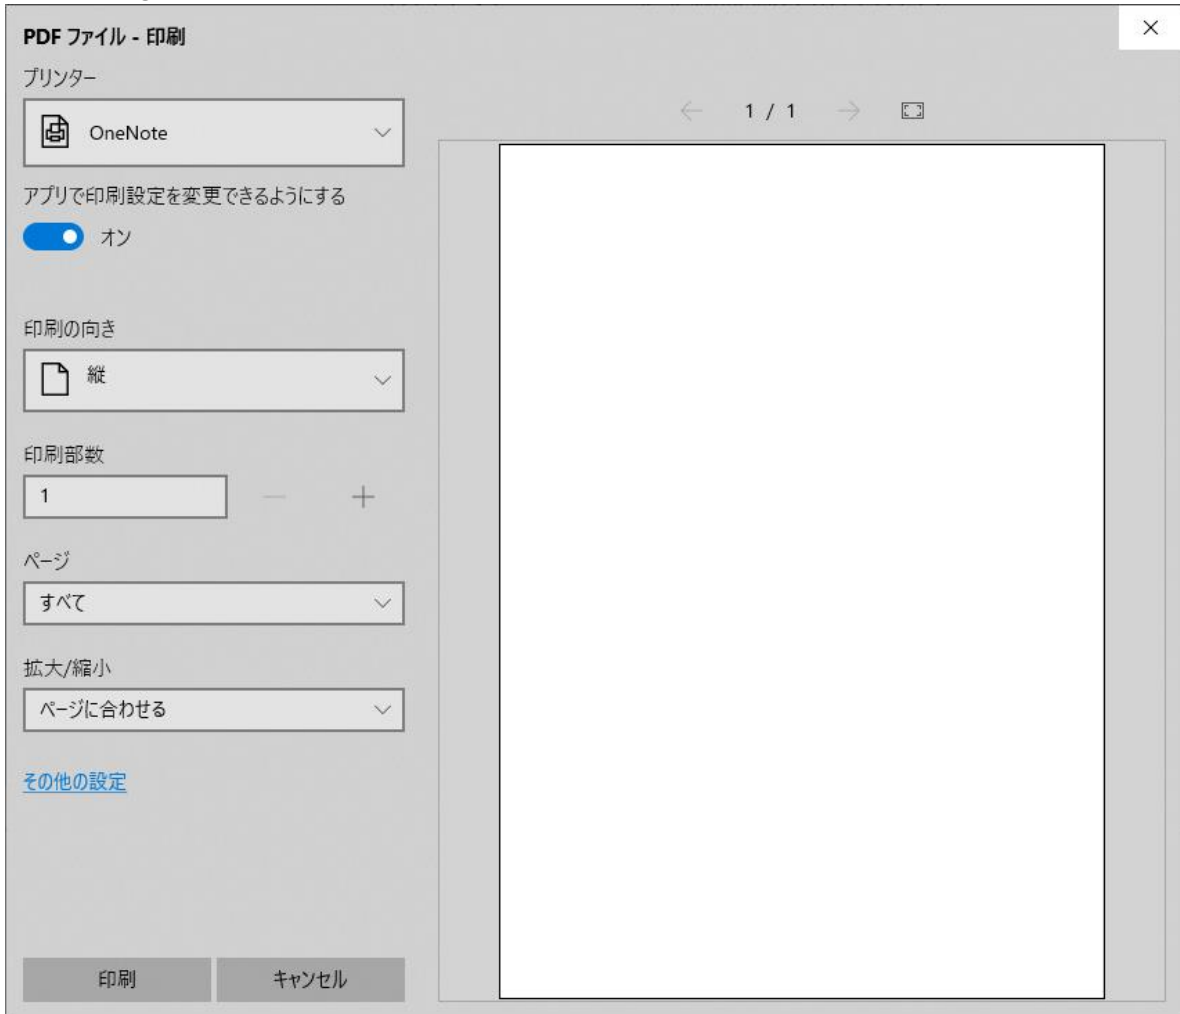 PDF ファイル - 印刷
プリンター
OneNote
アプリで印刷設定を変更できるようにする
オン
印刷の向き
縦
印刷部数
1
ページ
すべて
拡大/縮小
ページに合わせる
その他の設定
印刷 キャンセル
1 / 1